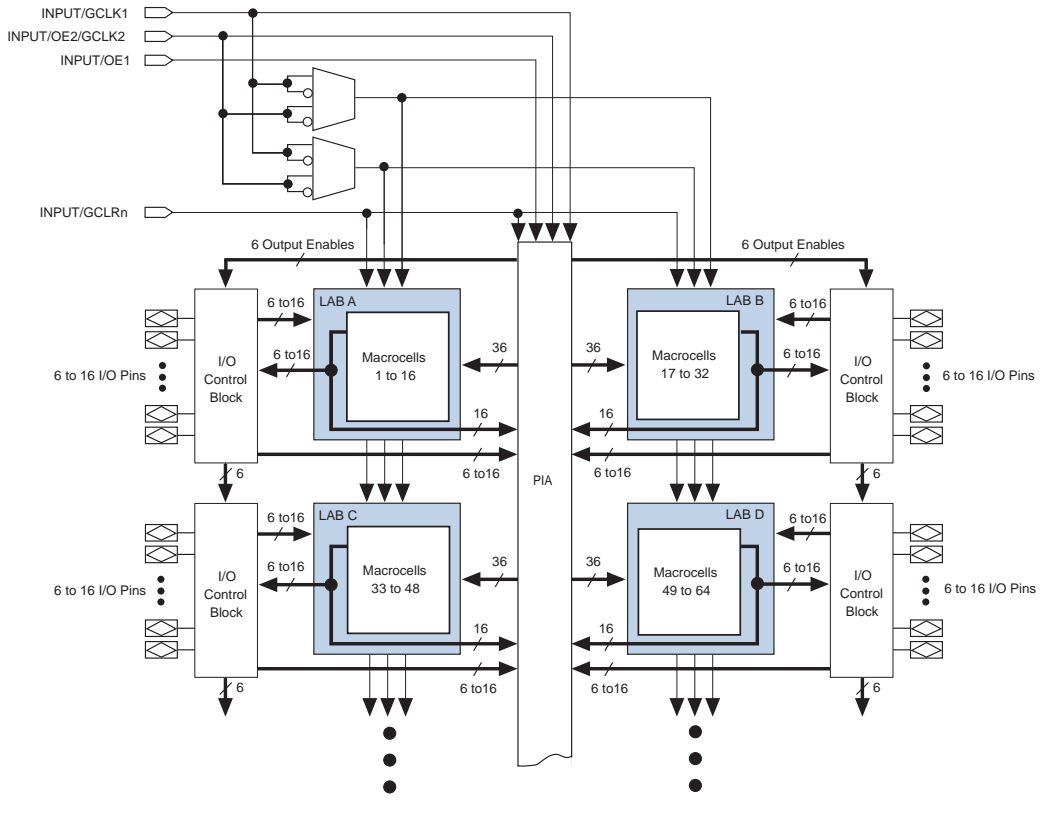 INPUT/GCLK1
INPUT/OE2/GCLK2
INPUT/OE1
INPUT/GCLRn
6 Output Enables
6 Output Enables
6 to16
LAB A
LAB B
6 to16
6 to 16 I/O Pins
I/O
Control
Block
6 to16
Macrocells
1 to 16
36
36
Macrocells
17 to 32
6 to16
I/O
Control
Block
6 to 16 I/O Pins
16
16
6 to16
PIA
6 to16
6
6
6 to16
LAB C
LAB D
6 to16
6 to 16 I/O Pins
I/O
Control
Block
6 to16
Macrocells
33 to 48
36
36
Macrocells
49 to 64
6 to16
I/O
Control
Block
6 to 16 I/O Pins
16
16
6 to16
6 to16
6
6